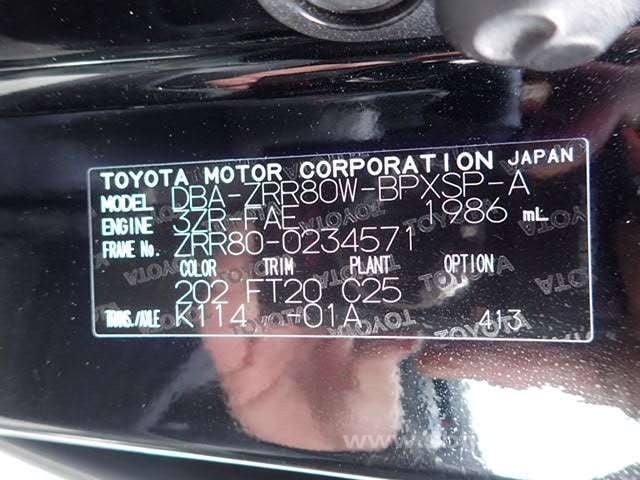 TOYOTA MOTOR CORPORATION JAPAN
MODEL DBA-ZRR80W-BPXSP-A
ENGINE 3ZR-FAE 1986 mL
FRAME No. ZRR80-0234571
COLOR TRIM PLANT OPTION
202 FT20 C25
TRANS./AXLE K114 -01A 413